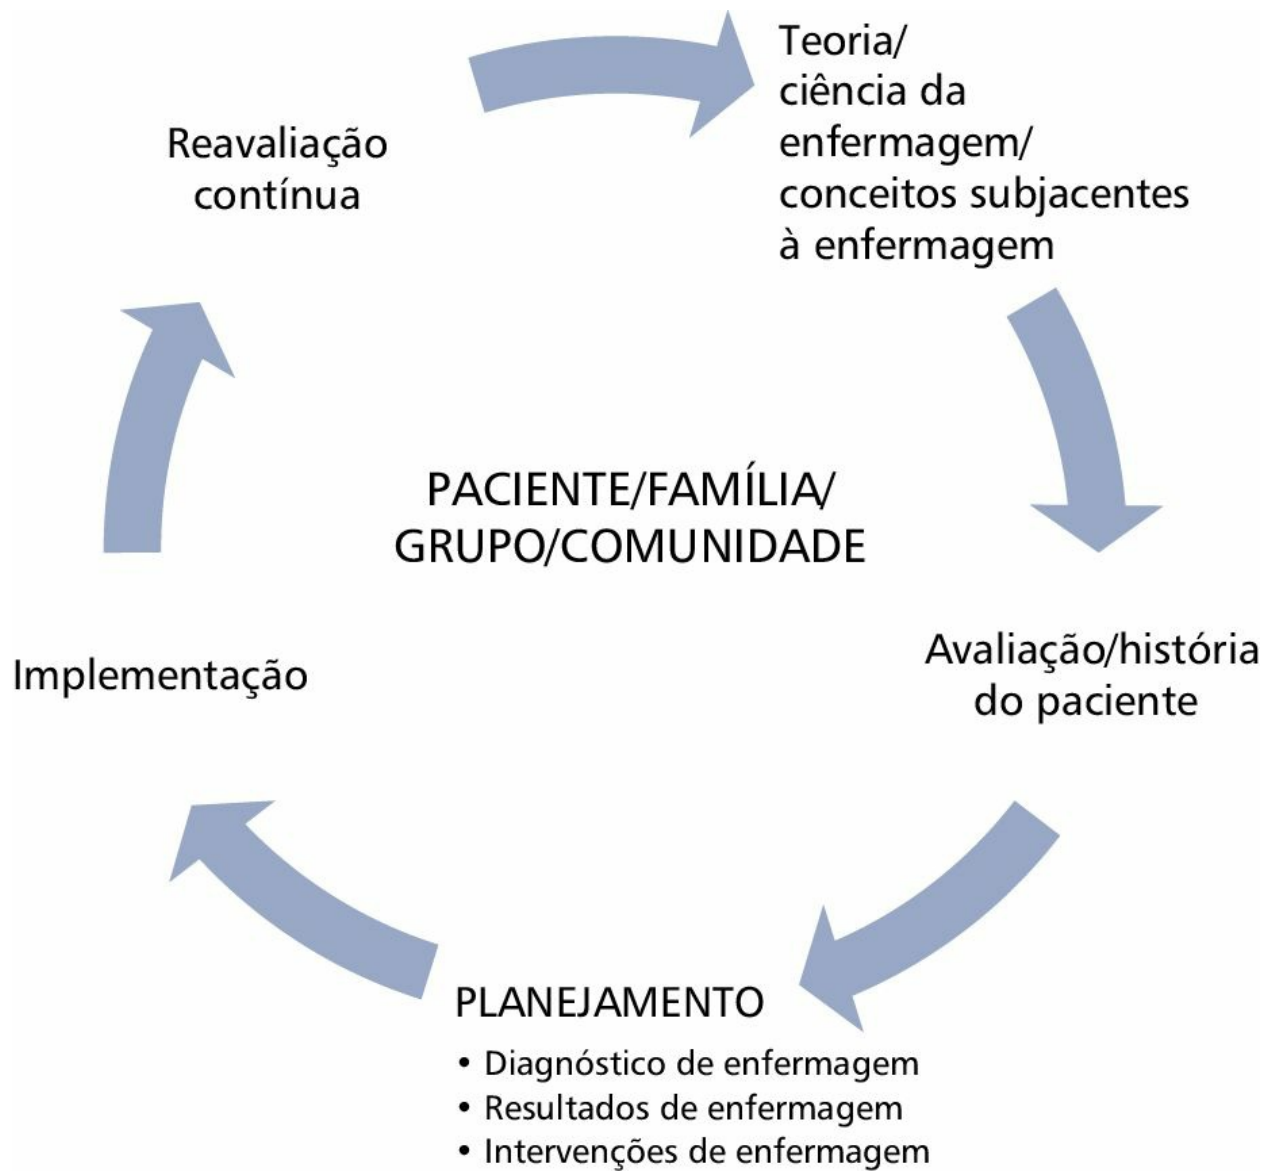 Teoria/
ciência da
enfermagem/
conceitos subjacentes
à enfermagem
Avaliação/história
do paciente
PLANEJAMENTO
• Diagnóstico de enfermagem
• Resultados de enfermagem
• Intervenções de enfermagem
Implementação
Reavaliação
contínua
PACIENTE/FAMÍLIA/
GRUPO/COMUNIDADE